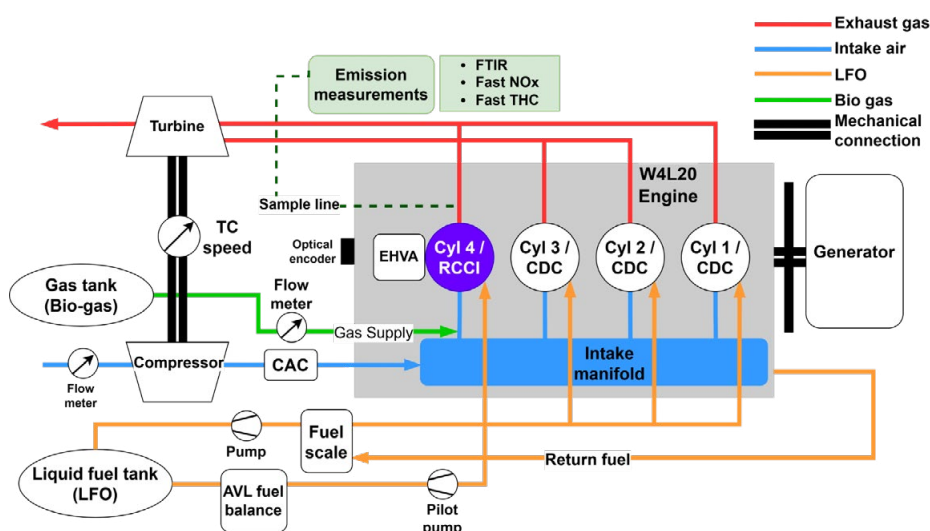 Exhaust gas
Intake air
LFO
Bio gas
Mechanical
connection
Emission
measurements
• FTIR
• Fast NOx
• Fast THC
Turbine
W4L20
Engine
Sample line
TC
speed
Optical
encoder
EHVA
Cyl 4 /
RCCI
Cyl 3 /
CDC
Cyl 2 /
CDC
Cyl 1 /
CDC
Generator
Gas tank
(Bio-gas)
Flow
meter
Gas Supply
Compressor
CAC
Intake
manifold
Flow
meter
Pump
Fuel
scale
Return fuel
Liquid fuel tank
(LFO)
AVL fuel
balance
Pilot
pump